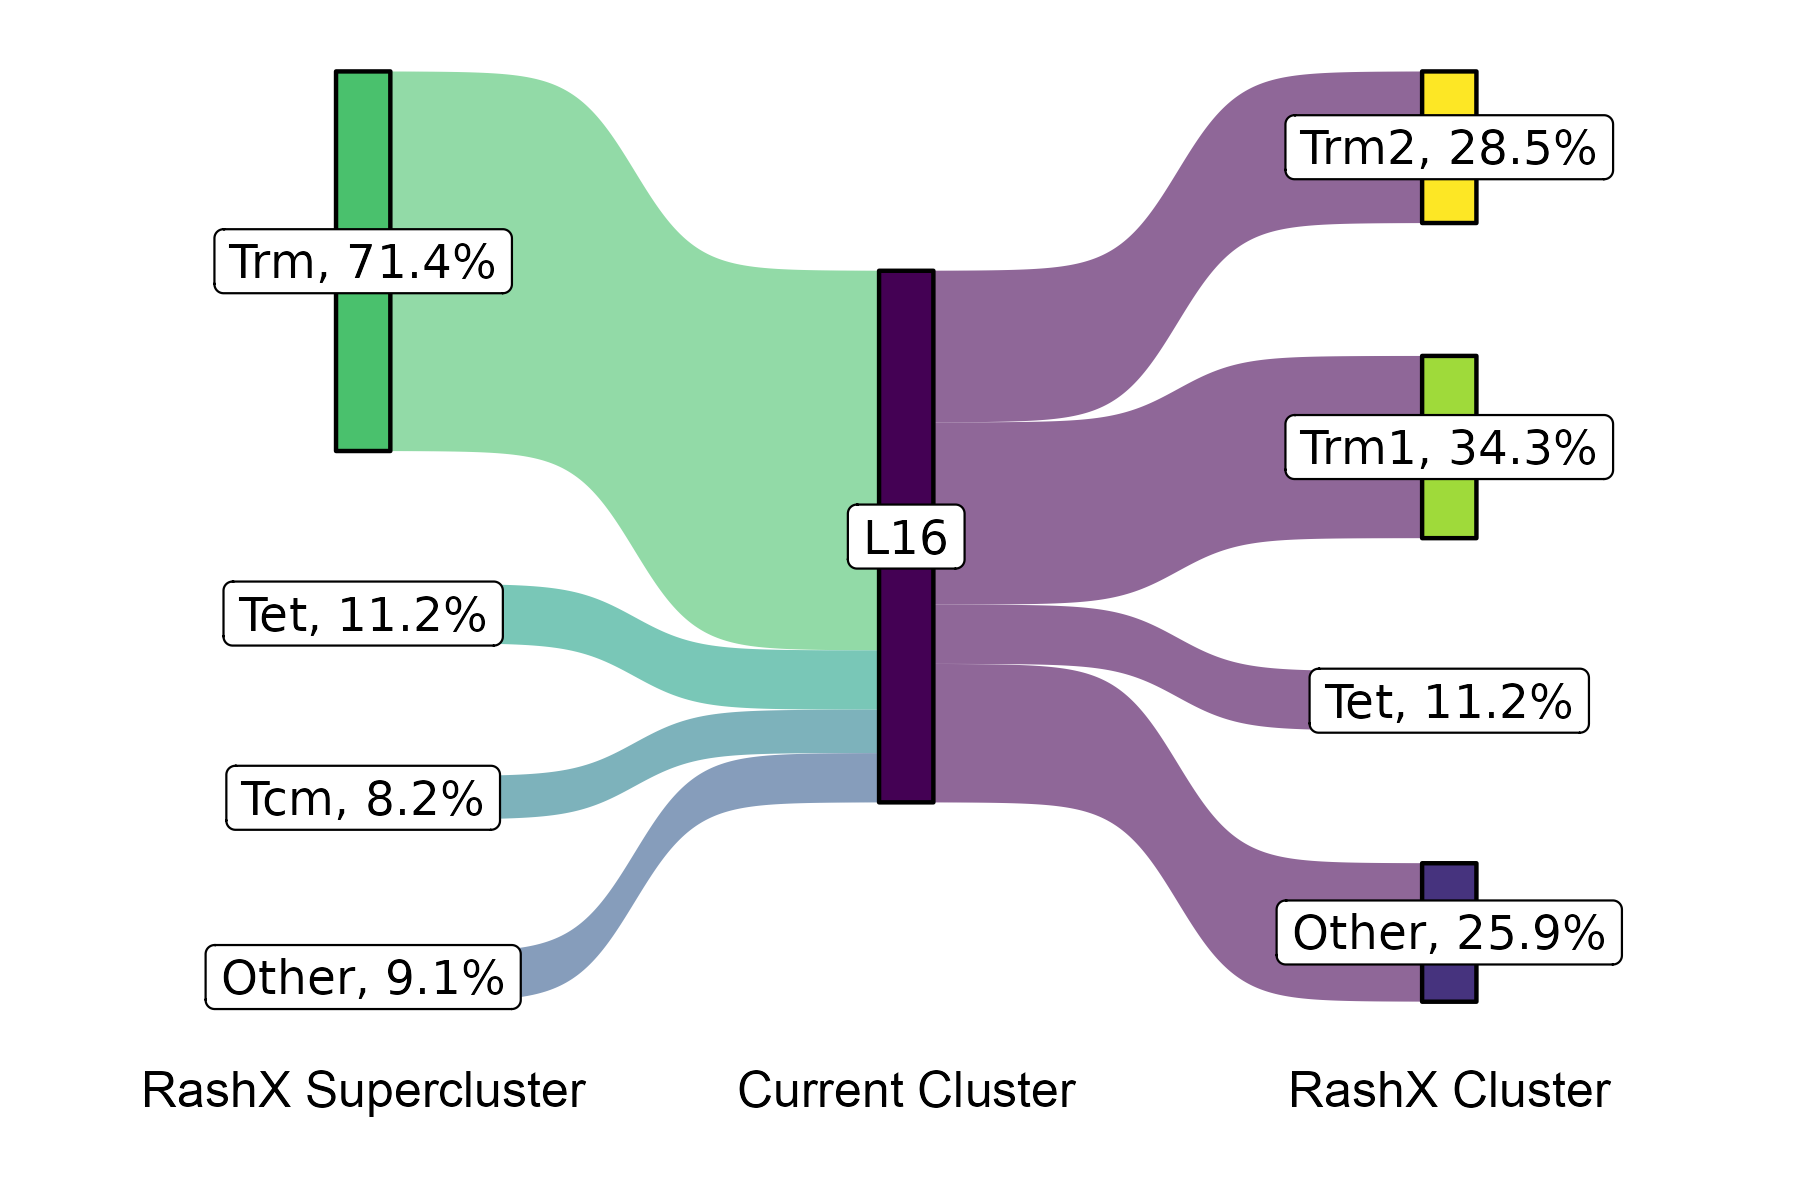 Trm, 71.4%
Tet, 11.2%
Tcm, 8.2%
Other, 9.1%
L16
Trm2, 28.5%
Trm1, 34.3%
Tet, 11.2%
Other, 25.9%
RashX Supercluster
Current Cluster
RashX Cluster